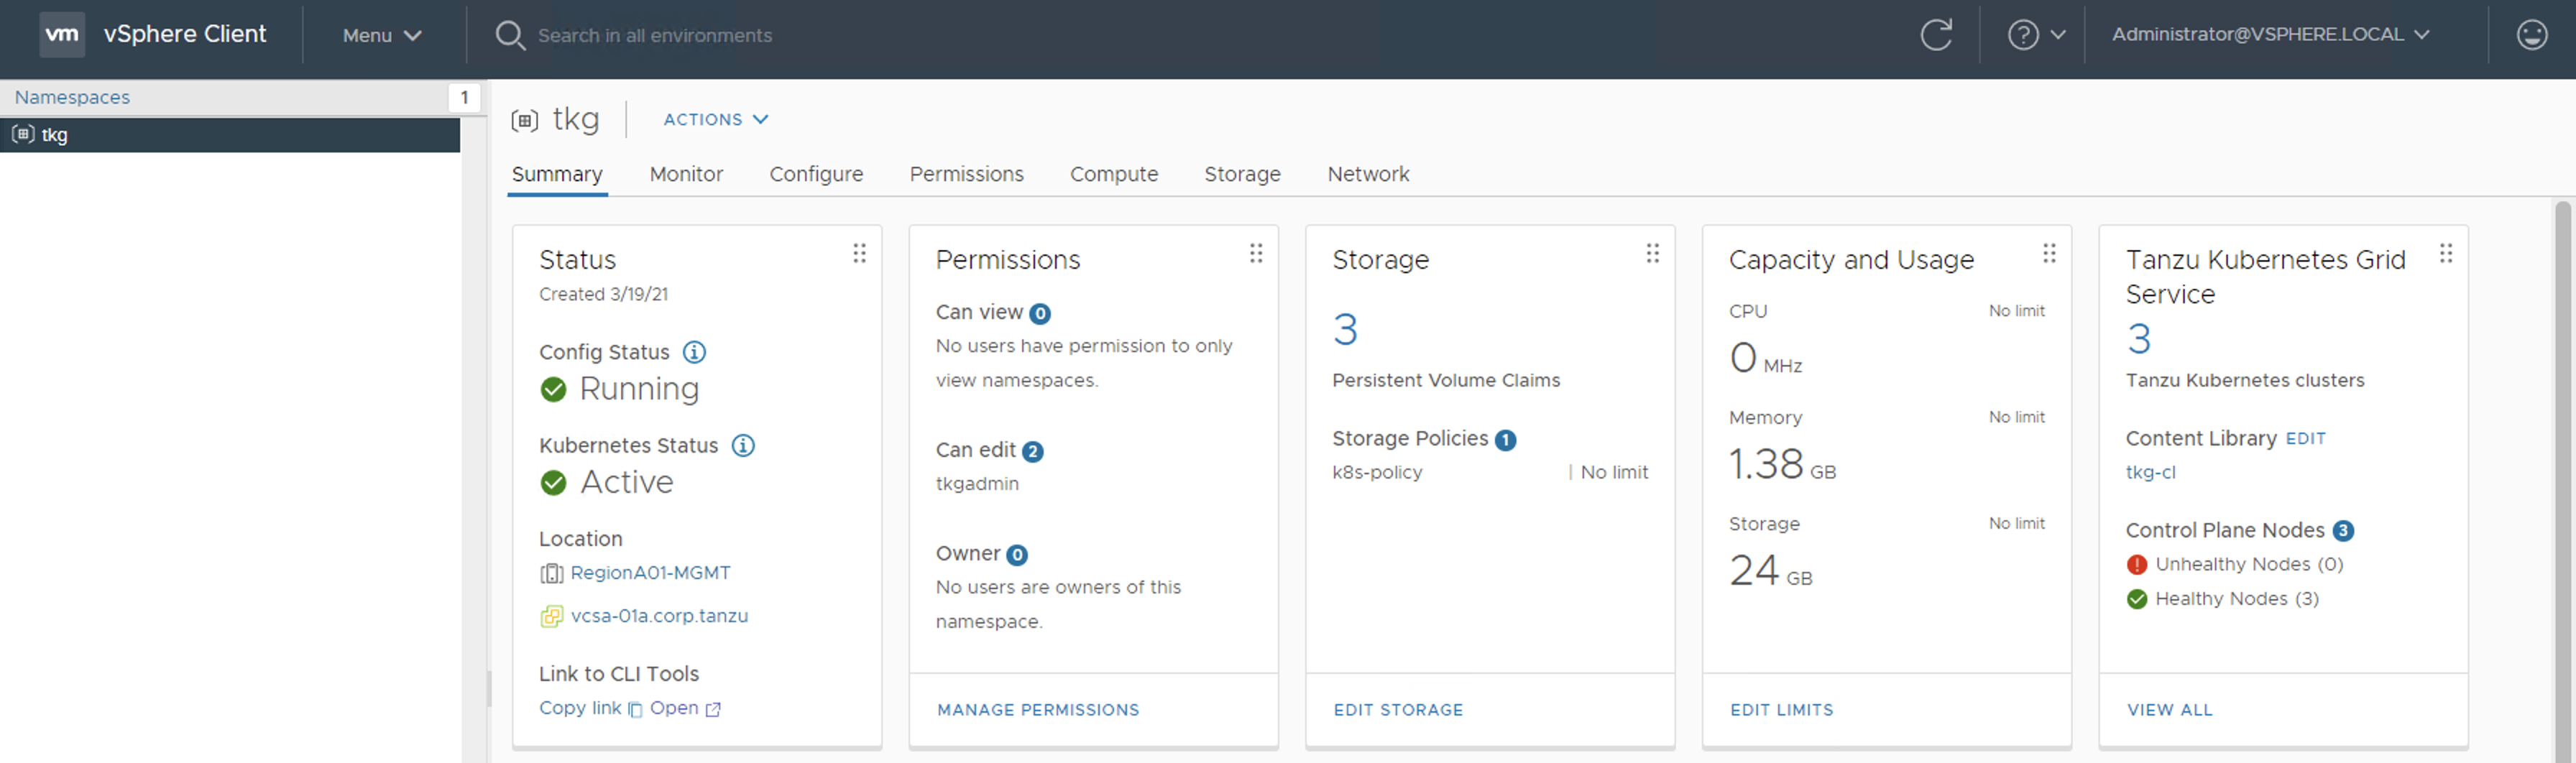 vm vSphere Client Menu Search in all environments ? Administrator@VSPHERE.LOCAL
Namespaces 1
tkg
tkg ACTIONS
Summary Monitor Configure Permissions Compute Storage Network
Status
Created 3/19/21
Config Status
Running
Kubernetes Status
Active
Location
RegionA01-MGMT
vcsa-01a.corp.tanzu
Link to CLI Tools
Copy link Open
Permissions
Can view 0
No users have permission to only
view namespaces.
Can edit 2
tkgadmin
Owner 0
No users are owners of this
namespace.
MANAGE PERMISSIONS
Storage
3
Persistent Volume Claims
Storage Policies 1
k8s-policy | No limit
EDIT STORAGE
Capacity and Usage
CPU No limit
0 MHz
Memory No limit
1.38 GB
Storage No limit
24 GB
EDIT LIMITS
Tanzu Kubernetes Grid
Service
3
Tanzu Kubernetes clusters
Content Library EDIT
tkg-cl
Control Plane Nodes 3
Unhealthy Nodes (0)
Healthy Nodes (3)
VIEW ALL